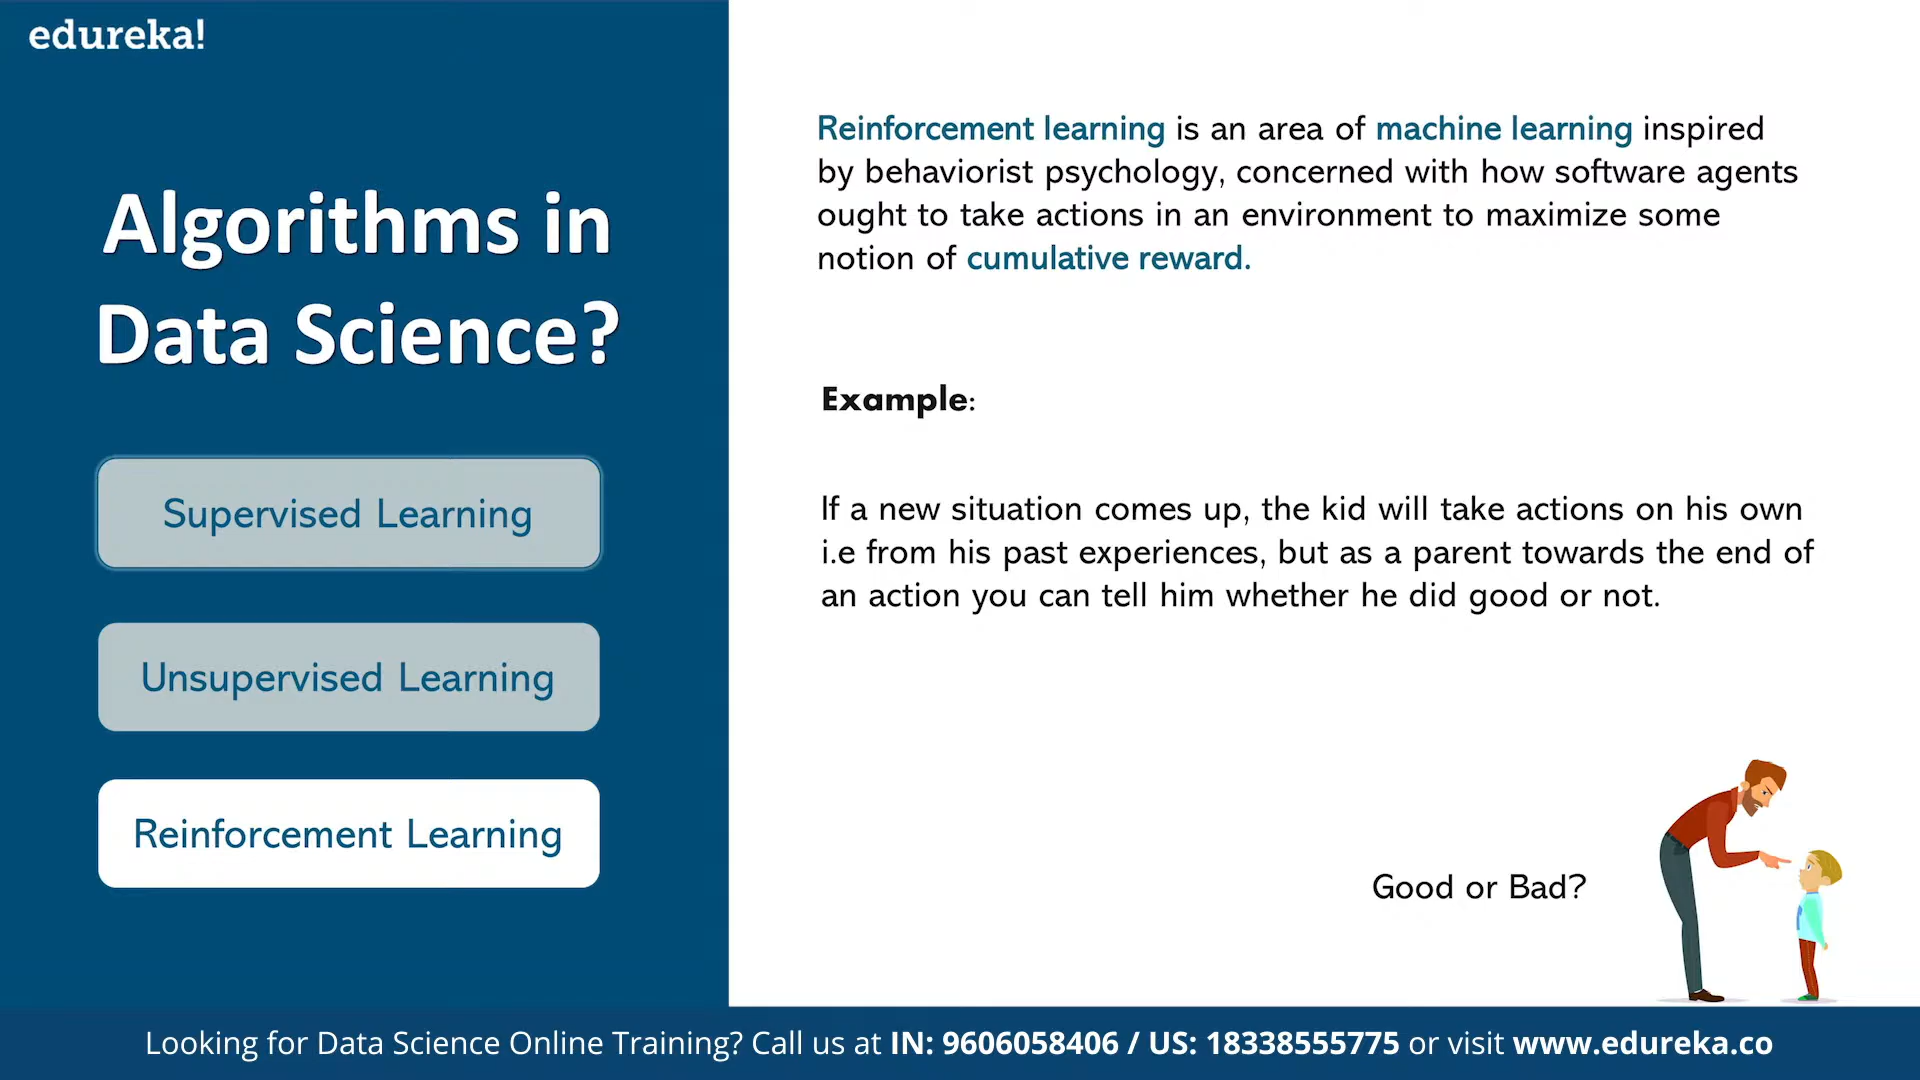 edureka!
Algorithms in
Data Science?
Supervised Learning
Unsupervised Learning
Reinforcement Learning
Reinforcement learning is an area of machine learning inspired
by behaviorist psychology, concerned with how software agents
ought to take actions in an environment to maximize some
notion of cumulative reward.
Example:
If a new situation comes up, the kid will take actions on his own
i.e from his past experiences, but as a parent towards the end of
an action you can tell him whether he did good or not.
Good or Bad?
Looking for Data Science Online Training? Call us at IN: 9606058406 / US: 18338555775 or visit www.edureka.co